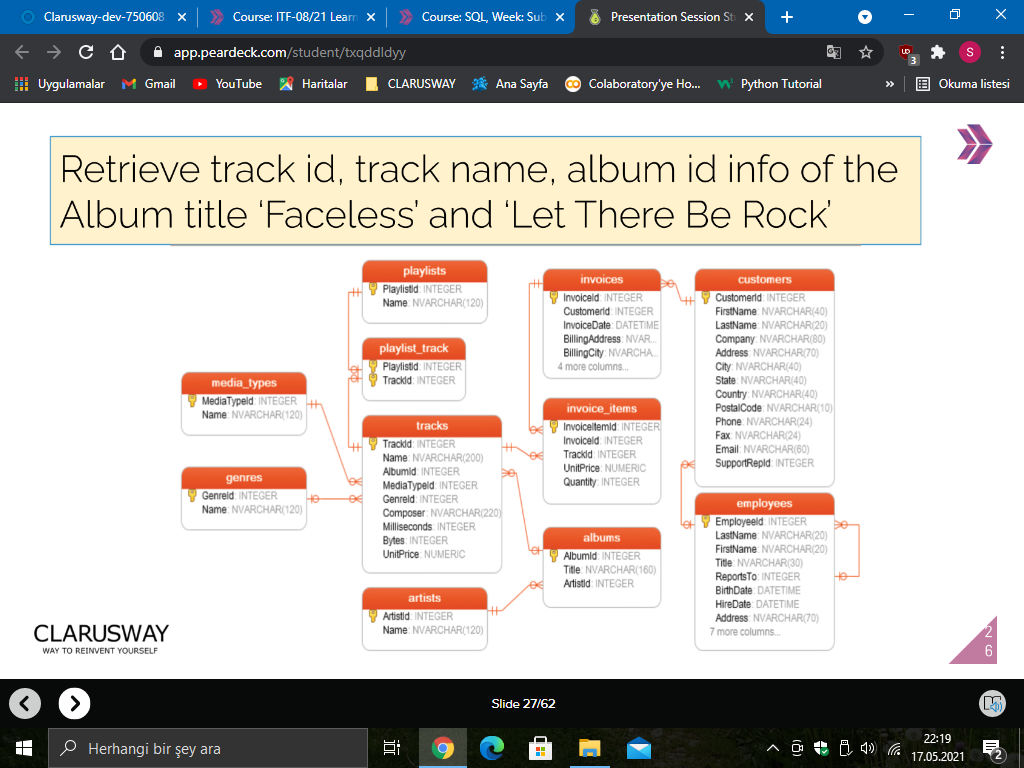 Clarusway-dev-750608
Course: ITF-08/21 Learn
Course: SQL, Week: Sub
Presentation Session St
app.peardeck.com/student/txqddldyy
3
S
Uygulamalar
Gmail
YouTube
Haritalar
CLARUSWAY
Ana Sayfa
Colaboratory'ye Ho...
Python Tutorial
»
Okuma listesi
Retrieve track id, track name, album id info of the
Album title ‘Faceless’ and ‘Let There Be Rock’
playlists
PlaylistId: INTEGER
Name: NVARCHAR(120)
playlist_track
PlaylistId: INTEGER
TrackId: INTEGER
media_types
MediaTypeId: INTEGER
Name: NVARCHAR(120)
genres
GenreId: INTEGER
Name: NVARCHAR(120)
tracks
TrackId: INTEGER
Name: NVARCHAR(200)
AlbumId: INTEGER
MediaTypeId: INTEGER
GenreId: INTEGER
Composer: NVARCHAR(220)
Milliseconds: INTEGER
Bytes: INTEGER
UnitPrice: NUMERIC
artists
ArtistId: INTEGER
Name: NVARCHAR(120)
invoices
InvoiceId: INTEGER
CustomerId: INTEGER
InvoiceDate: DATETIME
BillingAddress: NVAR...
BillingCity: NVARCHA...
4 more columns...
invoice_items
InvoiceItemId: INTEGER
InvoiceId: INTEGER
TrackId: INTEGER
UnitPrice: NUMERIC
Quantity: INTEGER
albums
AlbumId: INTEGER
Title: NVARCHAR(160)
ArtistId: INTEGER
customers
CustomerId: INTEGER
FirstName: NVARCHAR(40)
LastName: NVARCHAR(20)
Company: NVARCHAR(80)
Address: NVARCHAR(70)
City: NVARCHAR(40)
State: NVARCHAR(40)
Country: NVARCHAR(40)
PostalCode: NVARCHAR(10)
Phone: NVARCHAR(24)
Fax: NVARCHAR(24)
Email: NVARCHAR(60)
SupportRepId: INTEGER
employees
EmployeeId: INTEGER
LastName: NVARCHAR(20)
FirstName: NVARCHAR(20)
Title: NVARCHAR(30)
ReportsTo: INTEGER
BirthDate: DATETIME
HireDate: DATETIME
Address: NVARCHAR(70)
7 more columns...
CLARUSWAY
WAY TO REINVENT YOURSELF
2
6
Slide 27/62
Herhangi bir şey ara
22:19
17.05.2021
2